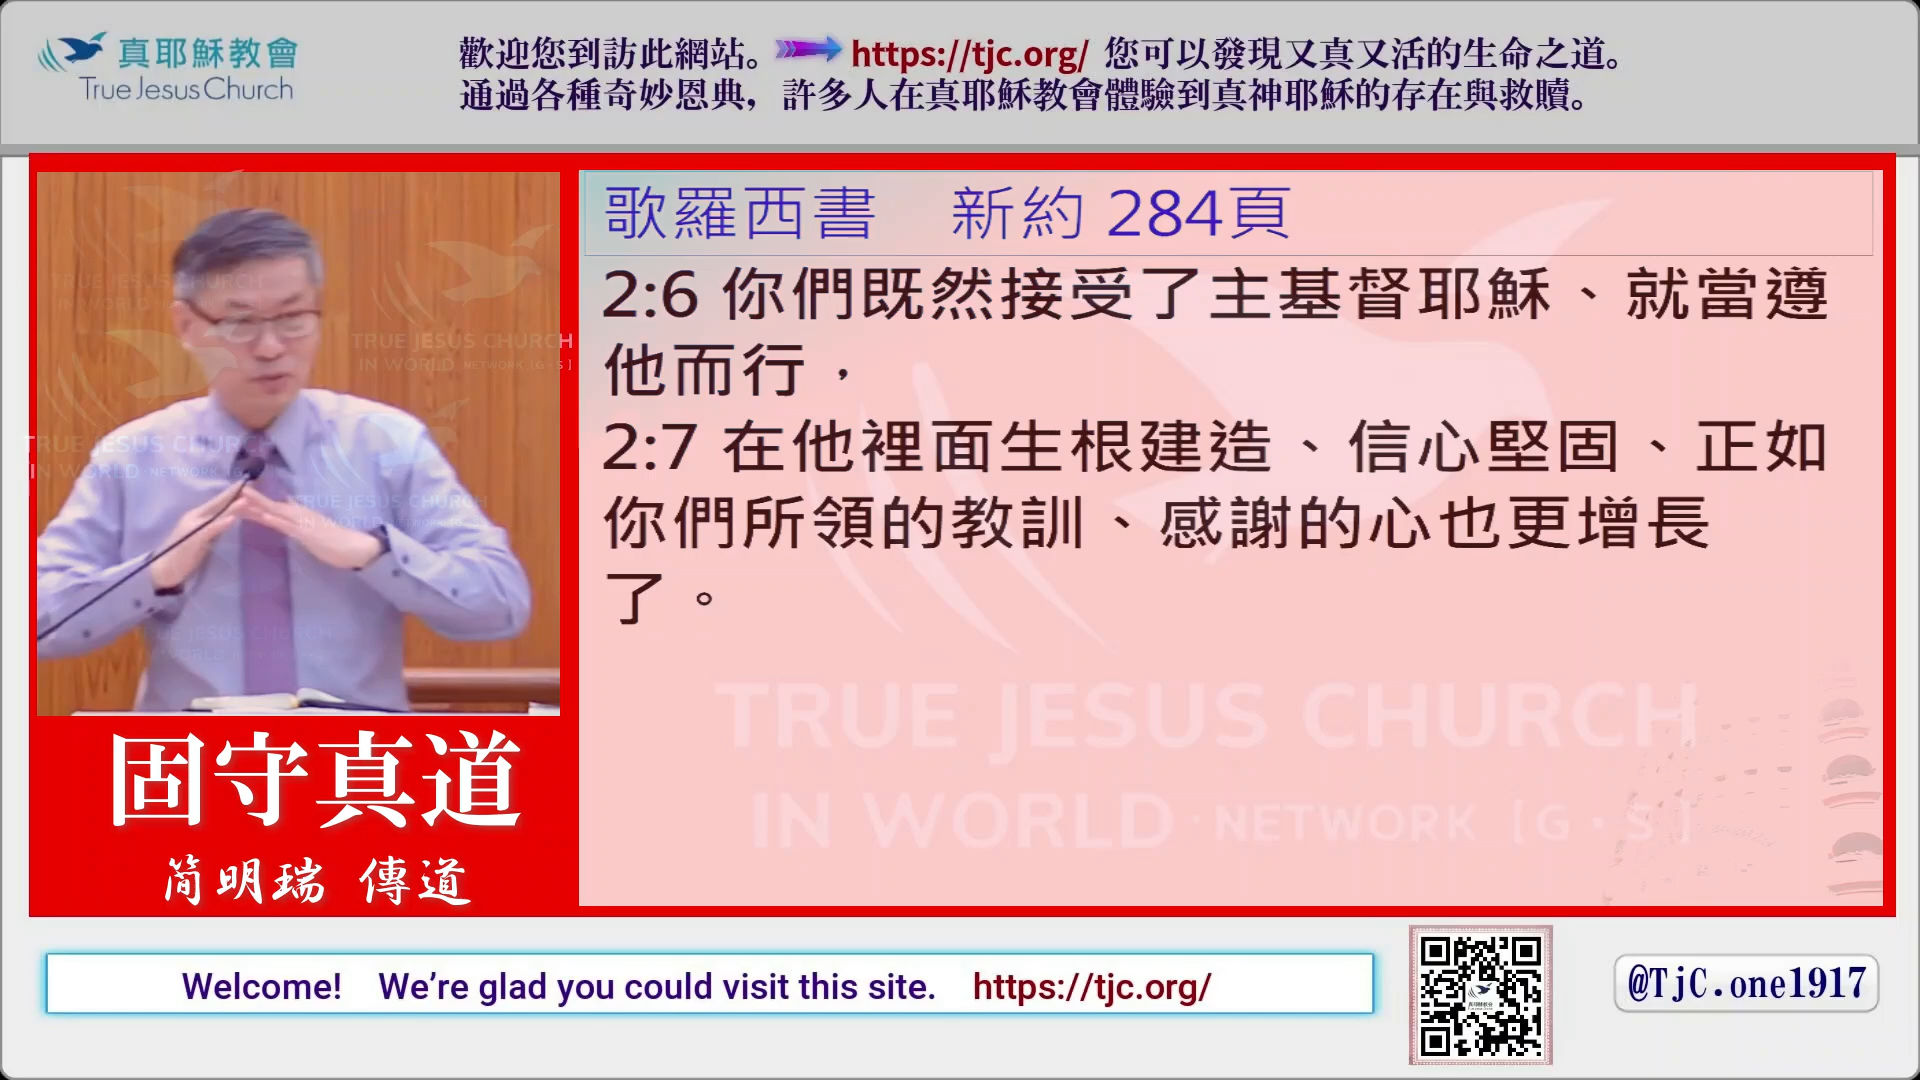 真耶穌教會
True Jesus Church
歡迎您到訪此網站。 https://tjc.org/ 您可以發現又真又活的生命之道。
通過各種奇妙恩典，許多人在真耶穌教會體驗到真神耶穌的存在與救贖。
歌羅西書 新約 284頁
2:6 你們既然接受了主基督耶穌、就當遵
他而行，
2:7 在他裡面生根建造、信心堅固、正如
你們所領的教訓、感謝的心也更增長
了。
TRUE JESUS CHURCH
IN WORLD · NETWORK [G · S]
TRUE JESUS CHURCH
IN WORLD NETWORK [G · S]
固守真道
簡明瑞 傳道
Welcome! We're glad you could visit this site. https://tjc.org/
@TjC.one1917